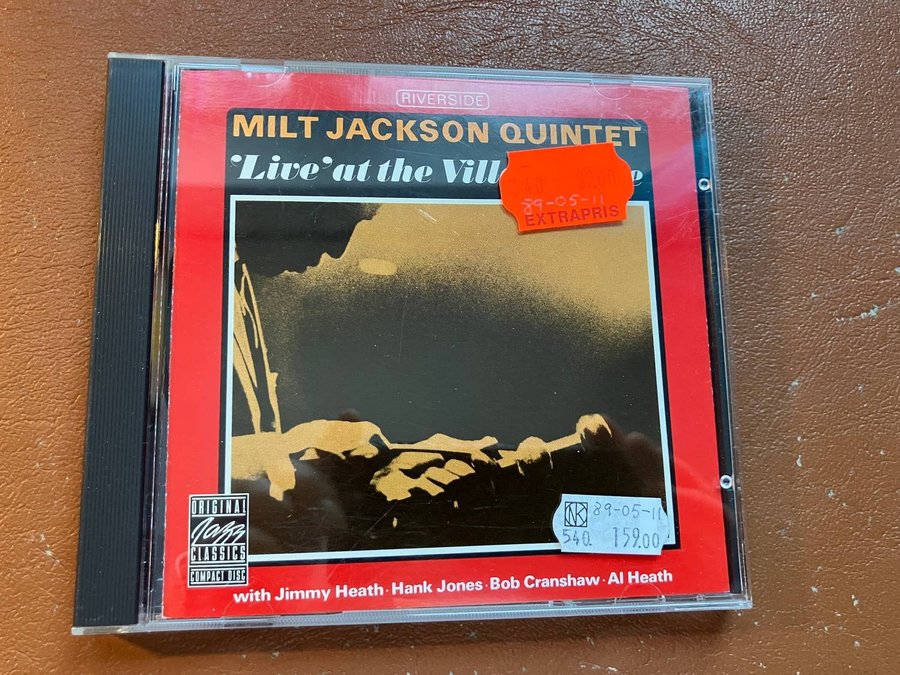 RIVERSIDE
MILT JACKSON QUINTET
'Live' at the
89-05-11
EXTRAPRIS
ORIGINAL
Jazz
CLASSICS
COMPACT DISC
NK 89-05-11
540. 159.00
with Jimmy Heath · Hank Jones · Bob Cranshaw · Al Heath